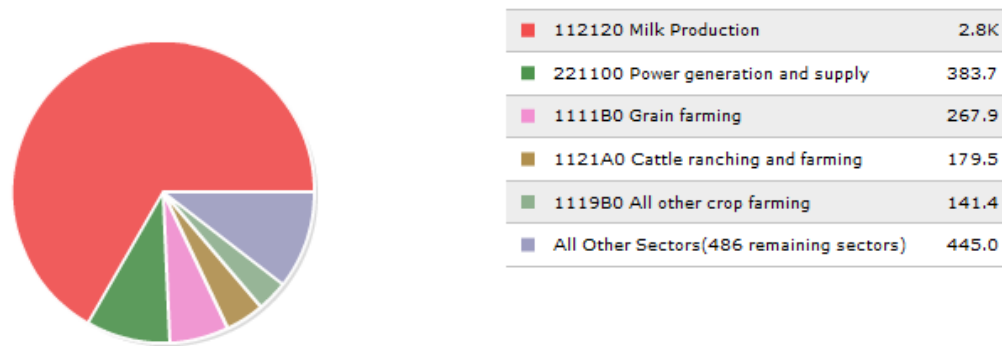 112120 Milk Production 2.8K
221100 Power generation and supply 383.7
1111B0 Grain farming 267.9
1121A0 Cattle ranching and farming 179.5
1119B0 All other crop farming 141.4
All Other Sectors(486 remaining sectors) 445.0